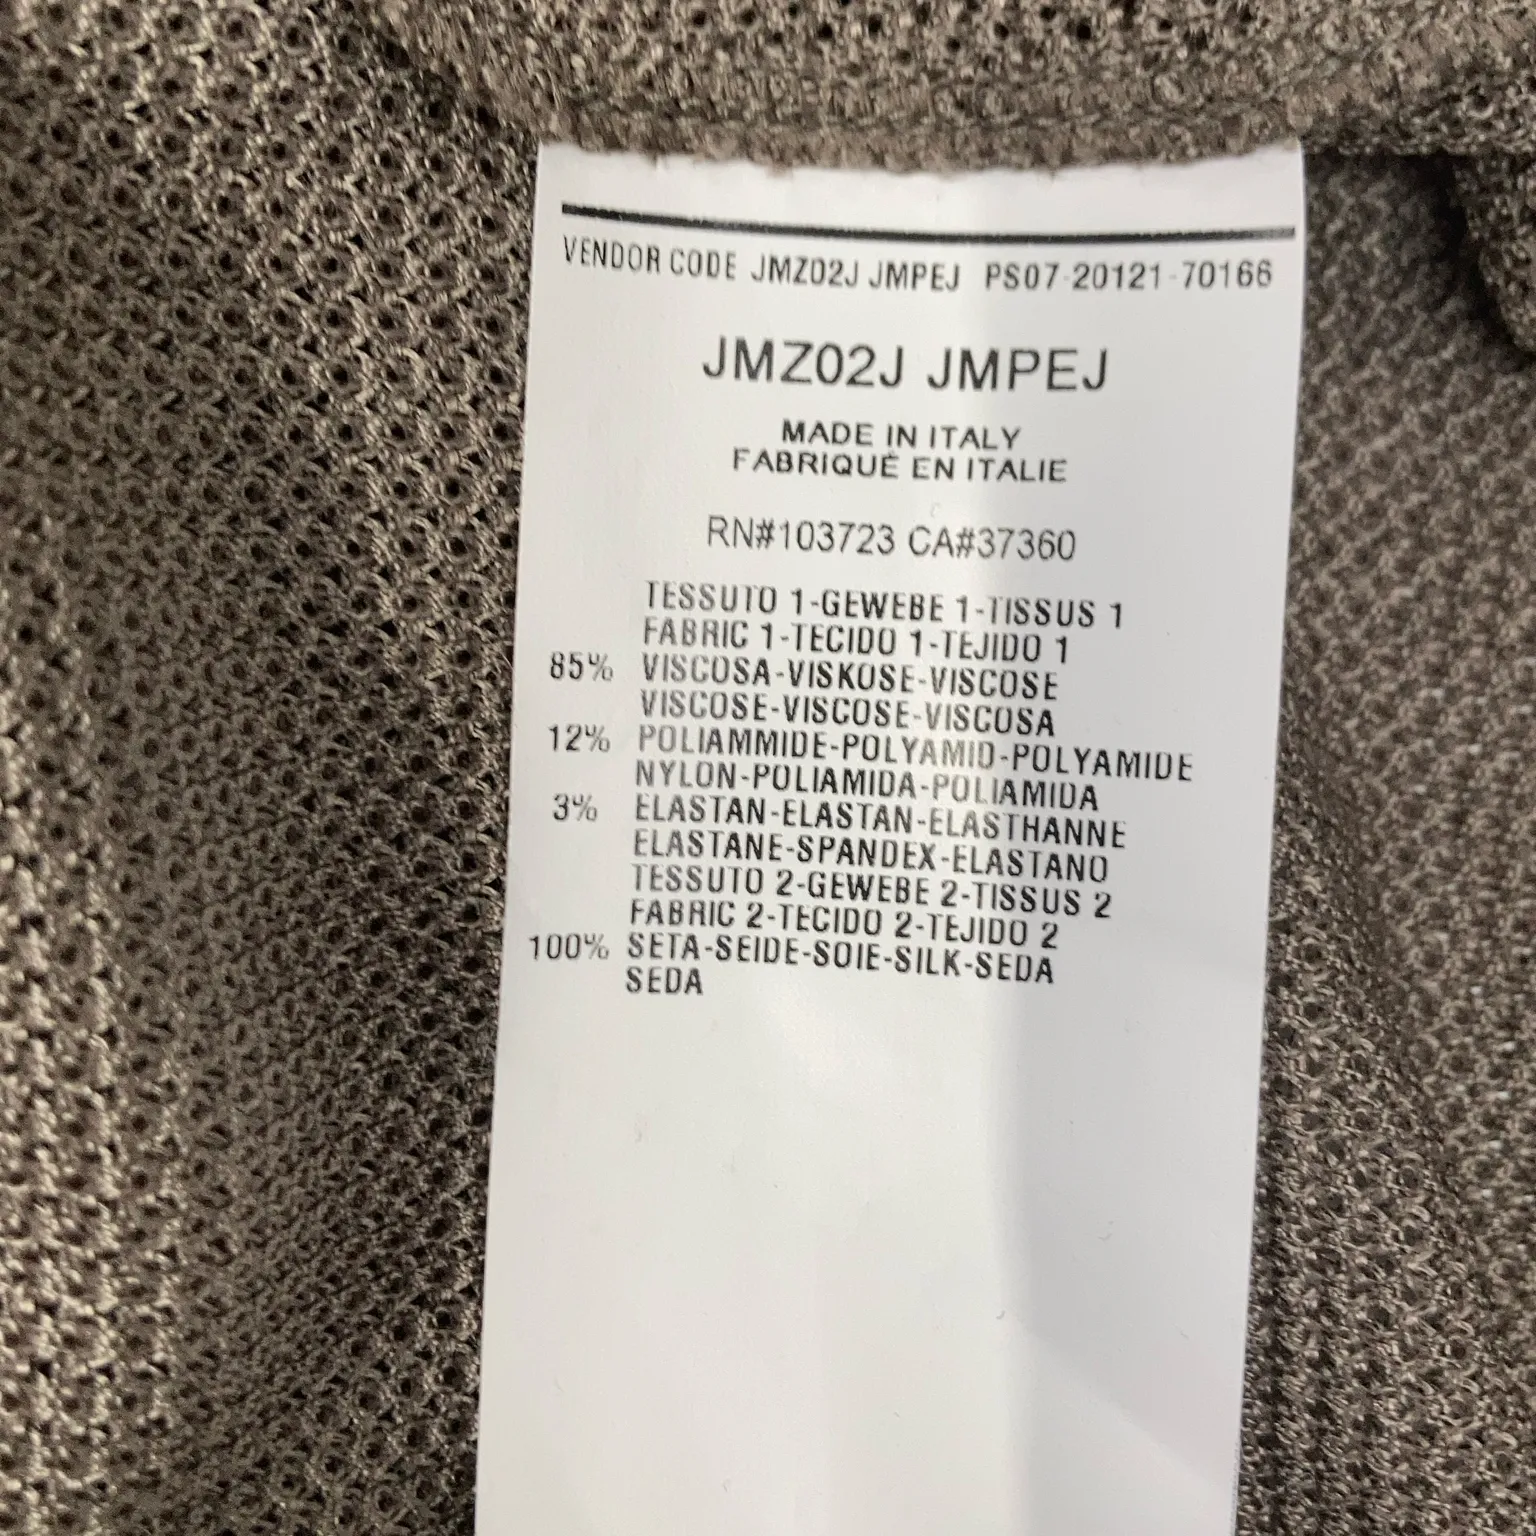 VENDOR CODE JMZ02J JMPEJ PS07-20121-70166
JMZ02J JMPEJ
MADE IN ITALY
FABRIQUÉ EN ITALIE
RN#103723 CA#37360
TESSUTO 1-GEWEBE 1-TISSUS 1
FABRIC 1-TECIDO 1-TEJIDO 1
85% VISCOSA-VISKOSE-VISCOSE
VISCOSE-VISCOSE-VISCOSA
12% POLIAMMIDE-POLYAMID-POLYAMIDE
NYLON-POLIAMIDA-POLIAMIDA
3% ELASTAN-ELASTAN-ELASTHANNE
ELASTANE-SPANDEX-ELASTANO
TESSUTO 2-GEWEBE 2-TISSUS 2
FABRIC 2-TECIDO 2-TEJIDO 2
100% SETA-SEIDE-SOIE-SILK-SEDA
SEDA